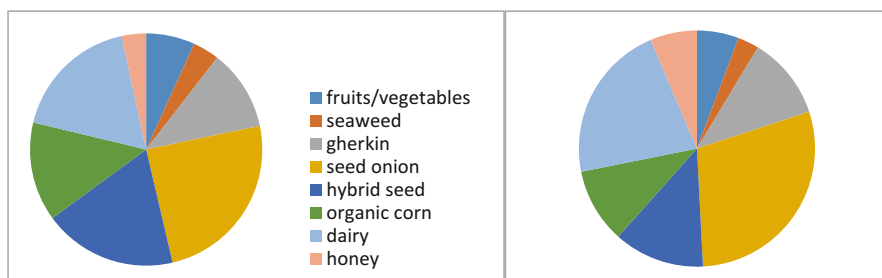 fruits/vegetables
seaweed
gherkin
seed onion
hybrid seed
organic corn
dairy
honey